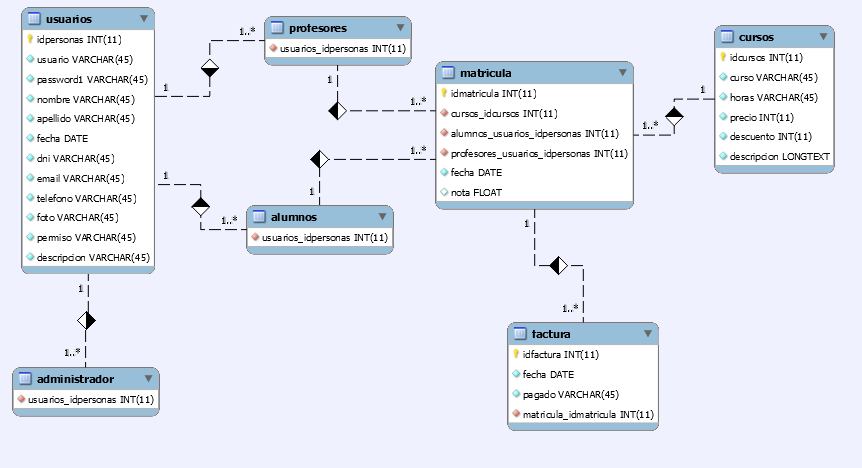 usuarios
idpersonas INT(11)
usuario VARCHAR(45)
password1 VARCHAR(45)
nombre VARCHAR(45)
apellido VARCHAR(45)
fecha DATE
dni VARCHAR(45)
email VARCHAR(45)
telefono VARCHAR(45)
foto VARCHAR(45)
permiso VARCHAR(45)
descripcion VARCHAR(45)
1
1..*
profesores
usuarios_idpersonas INT(11)
1
1..*
1
1..*
alumnos
usuarios_idpersonas INT(11)
1
1..*
1
1..*
administrador
usuarios_idpersonas INT(11)
matricula
idmatricula INT(11)
cursos_idcursos INT(11)
alumnos_usuarios_idpersonas INT(11)
profesores_usuarios_idpersonas INT(11)
fecha DATE
nota FLOAT
1
1..*
cursos
idcursos INT(11)
curso VARCHAR(45)
horas VARCHAR(45)
precio INT(11)
descuento INT(11)
descripcion LONGTEXT
1
1..*
factura
idfactura INT(11)
fecha DATE
pagado VARCHAR(45)
matricula_idmatricula INT(11)